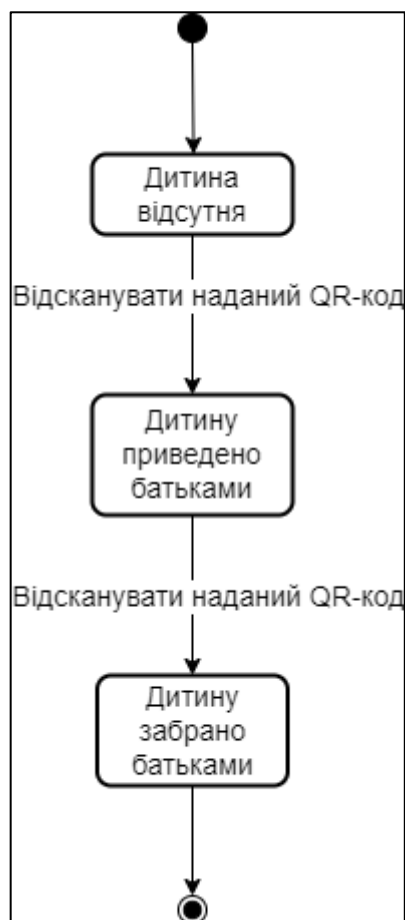 Дитина
відсутня
Відсканувати наданий QR-код
Дитину
приведено
батьками
Відсканувати наданий QR-код
Дитину
забрано
батьками